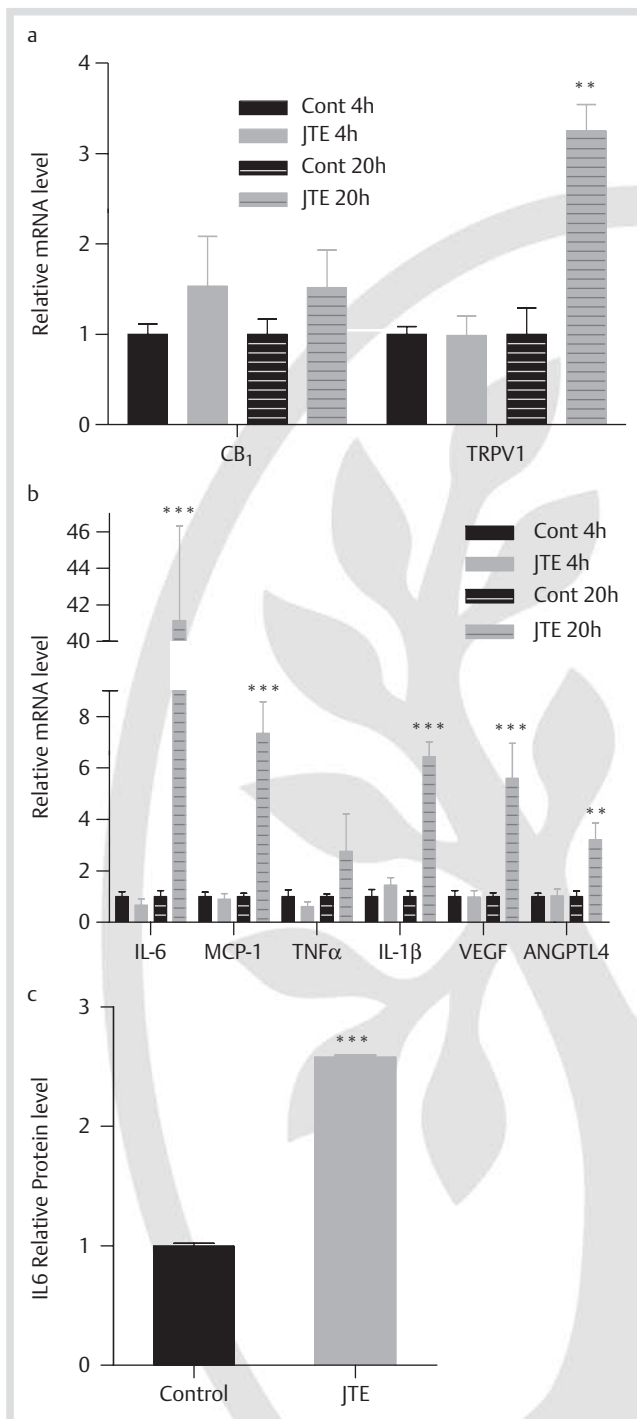 a
4
3
2
1
0
Relative mRNA level
Cont 4h
JTE 4h
Cont 20h
JTE 20h
**
CB1
TRPV1
b
46
44
42
40
8
6
4
2
0
Relative mRNA level
Cont 4h
JTE 4h
Cont 20h
JTE 20h
***
***
***
***
**
IL-6 MCP-1 TNFα IL-1β VEGF ANGPTL4
c
3
2
1
0
IL6 Relative Protein level
***
Control JTE